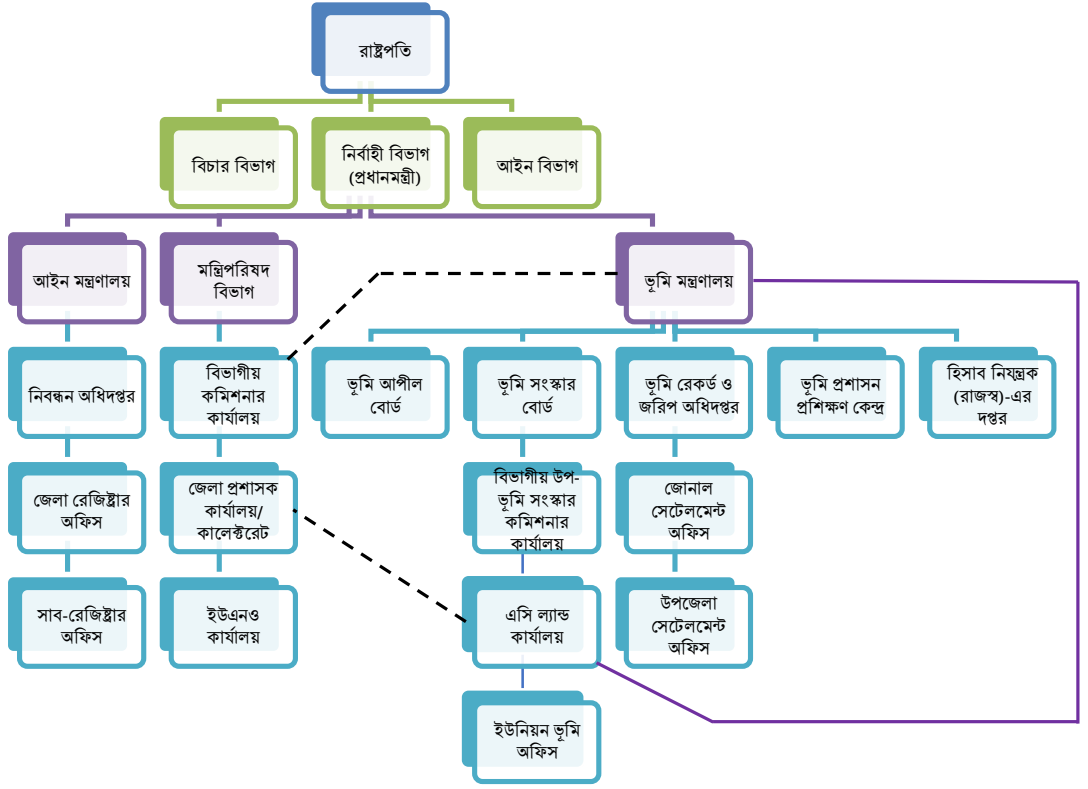 রাষ্ট্রপতি
বিচার বিভাগ
নির্বাহী বিভাগ
(প্রধানমন্ত্রী)
আইন বিভাগ
আইন মন্ত্রণালয়
মন্ত্রিপরিষদ
বিভাগ
ভূমি মন্ত্রণালয়
নিবন্ধন অধিদপ্তর
বিভাগীয়
কমিশনার
কার্যালয়
ভূমি আপীল
বোর্ড
ভূমি সংস্কার
বোর্ড
ভূমি রেকর্ড ও
জরিপ অধিদপ্তর
ভূমি প্রশাসন
প্রশিক্ষণ কেন্দ্র
হিসাব নিয়ন্ত্রক
(রাজস্ব)-এর
দপ্তর
জেলা রেজিষ্ট্রার
অফিস
জেলা প্রশাসক
কার্যালয়/
কালেক্টরেট
বিভাগীয় উপ-
ভূমি সংস্কার
কমিশনার
কার্যালয়
জোনাল
সেটেলমেন্ট
অফিস
সাব-রেজিষ্ট্রার
অফিস
ইউএনও
কার্যালয়
এসি ল্যান্ড
কার্যালয়
উপজেলা
সেটেলমেন্ট
অফিস
ইউনিয়ন ভূমি
অফিস